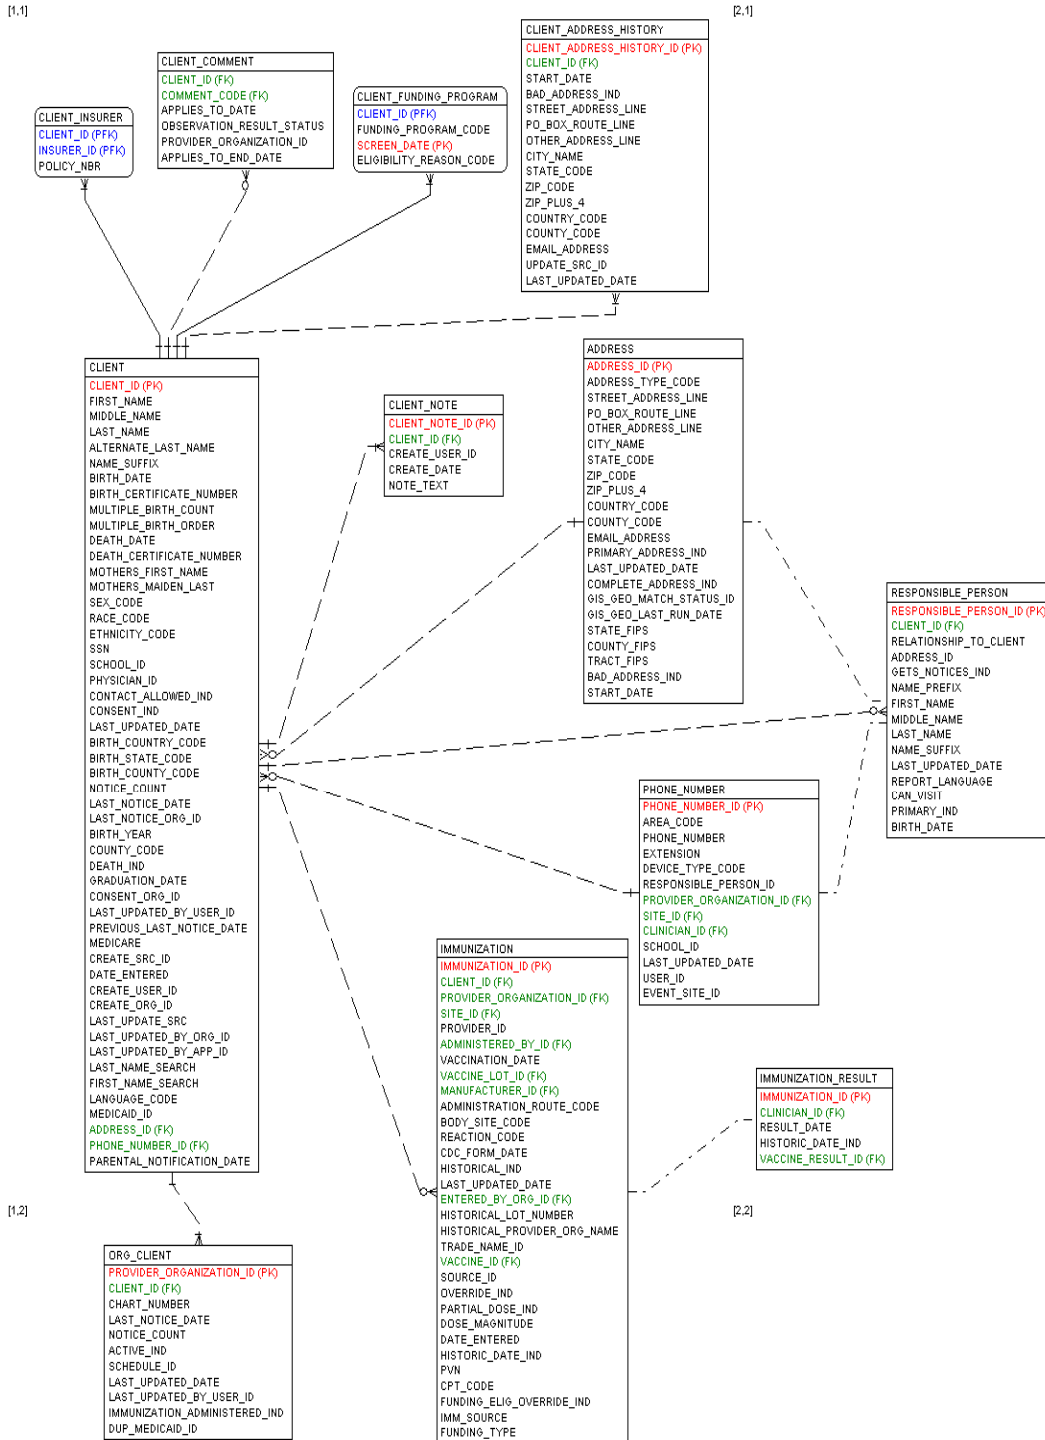 [1,1]
[2,1]
CLIENT_INSURER
CLIENT_ID (PFK)
INSURER_ID (PFK)
POLICY_NBR
CLIENT_COMMENT
CLIENT_ID (FK)
COMMENT_CODE (FK)
APPLIES_TO_DATE
OBSERVATION_RESULT_STATUS
PROVIDER_ORGANIZATION_ID
APPLIES_TO_END_DATE
CLIENT_FUNDING_PROGRAM
CLIENT_ID (PFK)
FUNDING_PROGRAM_CODE
SCREEN_DATE (PK)
ELIGIBILITY_REASON_CODE
CLIENT_ADDRESS_HISTORY
CLIENT_ADDRESS_HISTORY_ID (PK)
CLIENT_ID (FK)
START_DATE
BAD_ADDRESS_IND
STREET_ADDRESS_LINE
PO_BOX_ROUTE_LINE
OTHER_ADDRESS_LINE
CITY_NAME
STATE_CODE
ZIP_CODE
ZIP_PLUS_4
COUNTRY_CODE
COUNTY_CODE
EMAIL_ADDRESS
UPDATE_SRC_ID
LAST_UPDATED_DATE
CLIENT
CLIENT_ID (PK)
FIRST_NAME
MIDDLE_NAME
LAST_NAME
ALTERNATE_LAST_NAME
NAME_SUFFIX
BIRTH_DATE
BIRTH_CERTIFICATE_NUMBER
MULTIPLE_BIRTH_COUNT
MULTIPLE_BIRTH_ORDER
DEATH_DATE
DEATH_CERTIFICATE_NUMBER
MOTHERS_FIRST_NAME
MOTHERS_MAIDEN_LAST
SEX_CODE
RACE_CODE
ETHNICITY_CODE
SSN
SCHOOL_ID
PHYSICIAN_ID
CONTACT_ALLOWED_IND
CONSENT_IND
LAST_UPDATED_DATE
BIRTH_COUNTRY_CODE
BIRTH_STATE_CODE
BIRTH_COUNTY_CODE
NOTICE_COUNT
LAST_NOTICE_DATE
LAST_NOTICE_ORG_ID
BIRTH_YEAR
COUNTY_CODE
DEATH_IND
GRADUATION_DATE
CONSENT_ORG_ID
LAST_UPDATED_BY_USER_ID
PREVIOUS_LAST_NOTICE_DATE
MEDICARE
CREATE_SRC_ID
DATE_ENTERED
CREATE_USER_ID
CREATE_ORG_ID
LAST_UPDATE_SRC
LAST_UPDATED_BY_ORG_ID
LAST_UPDATED_BY_APP_ID
LAST_NAME_SEARCH
FIRST_NAME_SEARCH
LANGUAGE_CODE
MEDICAID_ID
ADDRESS_ID (FK)
PHONE_NUMBER_ID (FK)
PARENTAL_NOTIFICATION_DATE
CLIENT_NOTE
CLIENT_NOTE_ID (PK)
CLIENT_ID (FK)
CREATE_USER_ID
CREATE_DATE
NOTE_TEXT
ADDRESS
ADDRESS_ID (PK)
ADDRESS_TYPE_CODE
STREET_ADDRESS_LINE
PO_BOX_ROUTE_LINE
OTHER_ADDRESS_LINE
CITY_NAME
STATE_CODE
ZIP_CODE
ZIP_PLUS_4
COUNTRY_CODE
COUNTY_CODE
EMAIL_ADDRESS
PRIMARY_ADDRESS_IND
LAST_UPDATED_DATE
COMPLETE_ADDRESS_IND
GIS_GEO_MATCH_STATUS_ID
GIS_GEO_LAST_RUN_DATE
STATE_FIPS
COUNTY_FIPS
TRACT_FIPS
BAD_ADDRESS_IND
START_DATE
RESPONSIBLE_PERSON
RESPONSIBLE_PERSON_ID (PK)
CLIENT_ID (FK)
RELATIONSHIP_TO_CLIENT
ADDRESS_ID
GETS_NOTICES_IND
NAME_PREFIX
FIRST_NAME
MIDDLE_NAME
LAST_NAME
NAME_SUFFIX
LAST_UPDATED_DATE
REPORT_LANGUAGE
CAN_VISIT
PRIMARY_IND
BIRTH_DATE
PHONE_NUMBER
PHONE_NUMBER_ID (PK)
AREA_CODE
PHONE_NUMBER
EXTENSION
DEVICE_TYPE_CODE
RESPONSIBLE_PERSON_ID
PROVIDER_ORGANIZATION_ID (FK)
SITE_ID (FK)
CLINICIAN_ID (FK)
SCHOOL_ID
LAST_UPDATED_DATE
USER_ID
EVENT_SITE_ID
IMMUNIZATION
IMMUNIZATION_ID (PK)
CLIENT_ID (FK)
PROVIDER_ORGANIZATION_ID (FK)
SITE_ID (FK)
PROVIDER_ID
ADMINISTERED_BY_ID (FK)
VACCINATION_DATE
VACCINE_LOT_ID (FK)
MANUFACTURER_ID (FK)
ADMINISTRATION_ROUTE_CODE
BODY_SITE_CODE
REACTION_CODE
CDC_FORM_DATE
HISTORICAL_IND
LAST_UPDATED_DATE
ENTERED_BY_ORG_ID (FK)
HISTORICAL_LOT_NUMBER
HISTORICAL_PROVIDER_ORG_NAME
TRADE_NAME_ID
VACCINE_ID (FK)
SOURCE_ID
OVERRIDE_IND
PARTIAL_DOSE_IND
DOSE_MAGNITUDE
DATE_ENTERED
HISTORIC_DATE_IND
PVN
CPT_CODE
FUNDING_ELIG_OVERRIDE_IND
IMM_SOURCE
FUNDING_TYPE
IMMUNIZATION_RESULT
IMMUNIZATION_ID (PK)
CLINICIAN_ID (FK)
RESULT_DATE
HISTORIC_DATE_IND
VACCINE_RESULT_ID (FK)
[1,2]
[2,2]
ORG_CLIENT
PROVIDER_ORGANIZATION_ID (PK)
CLIENT_ID (FK)
CHART_NUMBER
LAST_NOTICE_DATE
NOTICE_COUNT
ACTIVE_IND
SCHEDULE_ID
LAST_UPDATED_DATE
LAST_UPDATED_BY_USER_ID
IMMUNIZATION_ADMINISTERED_IND
DUP_MEDICAID_ID